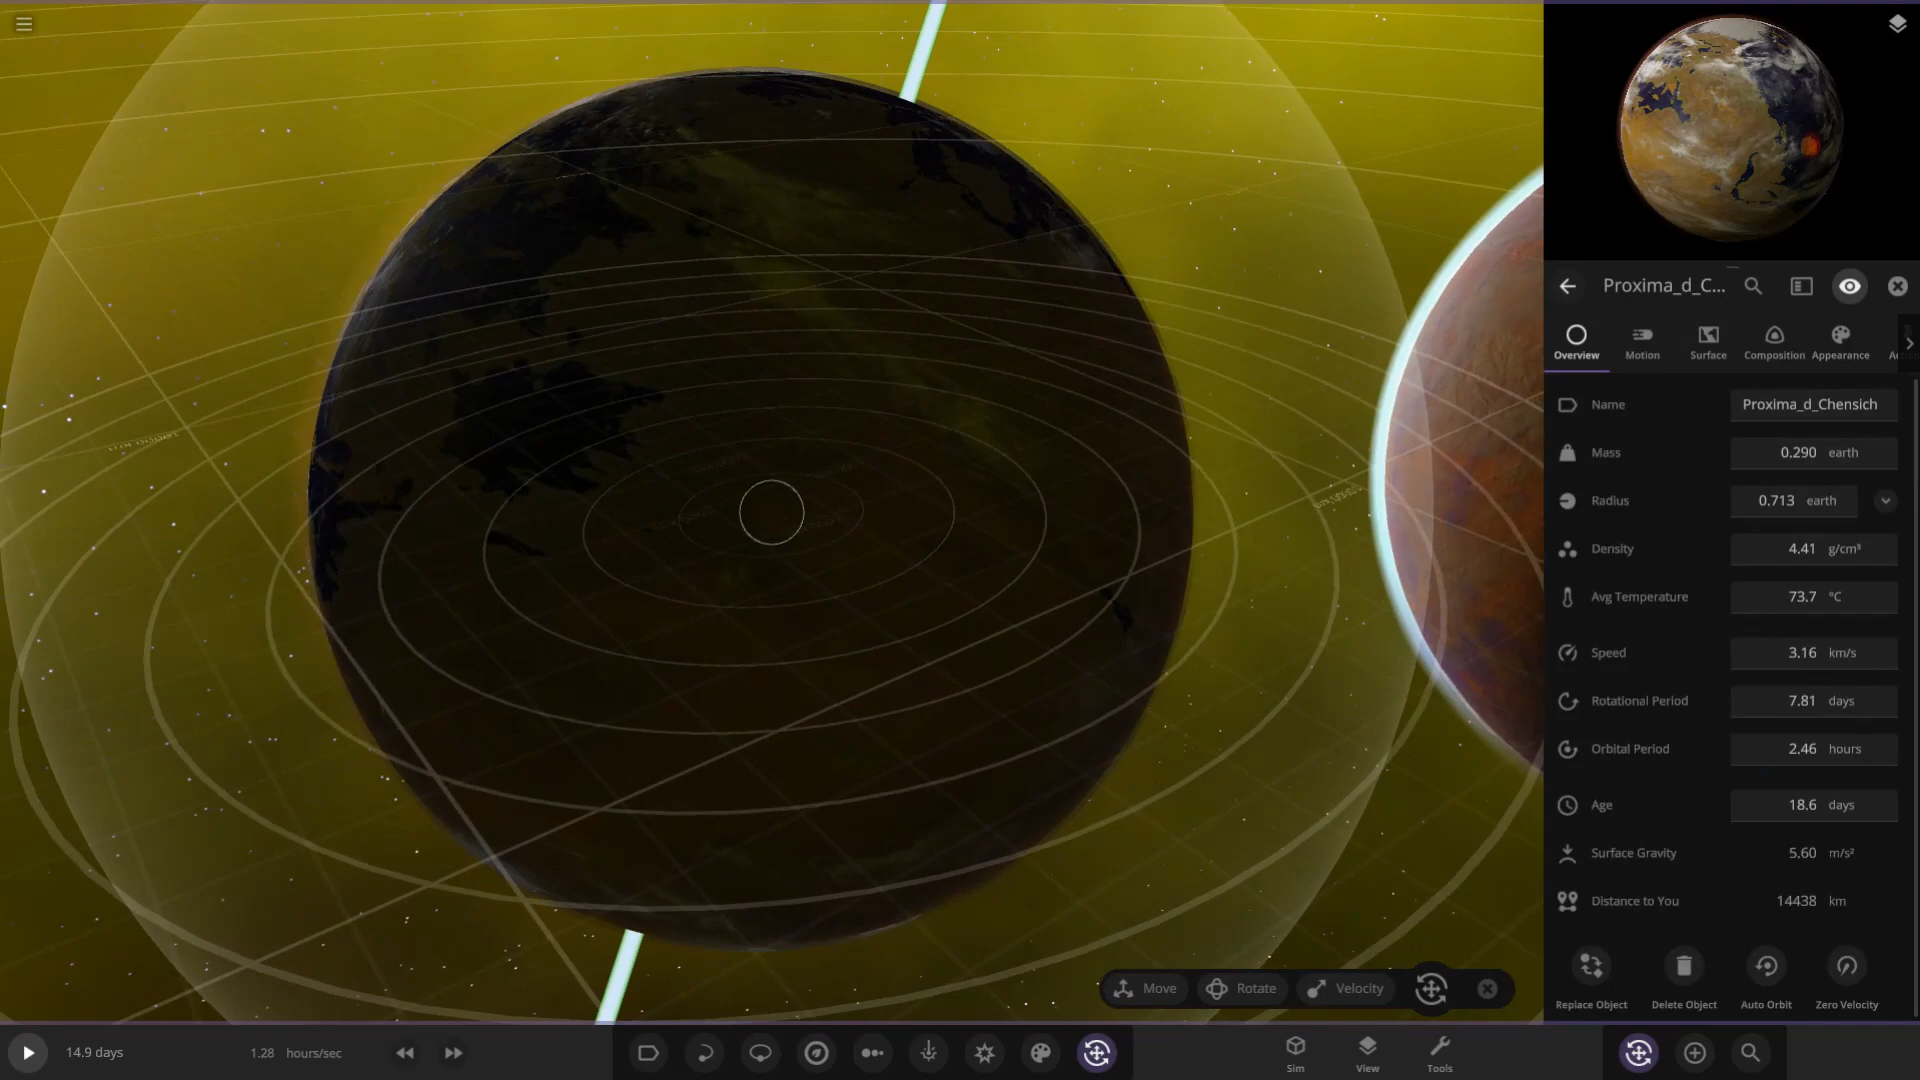 Proxima_d_C...
Overview
Motion
Surface
Composition
Appearance
Name Proxima_d_Chensich
Mass 0.290 earth
Radius 0.713 earth
Density 4.41 g/cm³
Avg Temperature 73.7 °C
Speed 3.16 km/s
Rotational Period 7.81 days
Orbital Period 2.46 hours
Age 18.6 days
Surface Gravity 5.60 m/s²
Distance to You 14438 km
Replace Object
Delete Object
Auto Orbit
Zero Velocity
Move
Rotate
Velocity
14.9 days
1.28 hours/sec
Sim
View
Tools